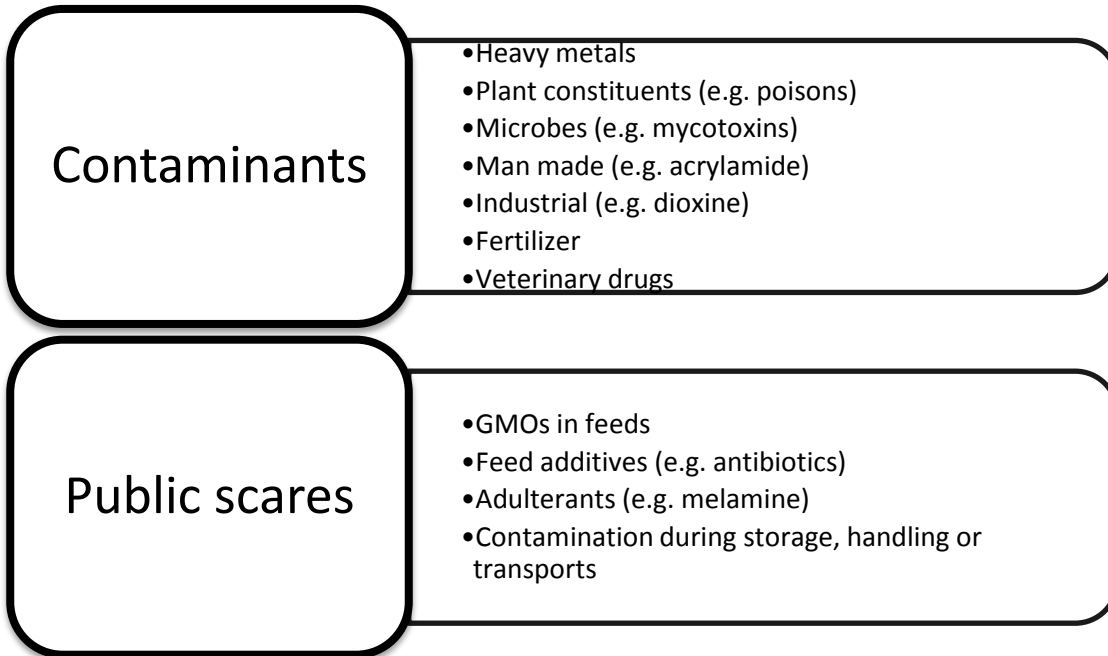 Contaminants
•Heavy metals
•Plant constituents (e.g. poisons)
•Microbes (e.g. mycotoxins)
•Man made (e.g. acrylamide)
•Industrial (e.g. dioxine)
•Fertilizer
•Veterinary drugs
Public scares
•GMOs in feeds
•Feed additives (e.g. antibiotics)
•Adulterants (e.g. melamine)
•Contamination during storage, handling or
transports